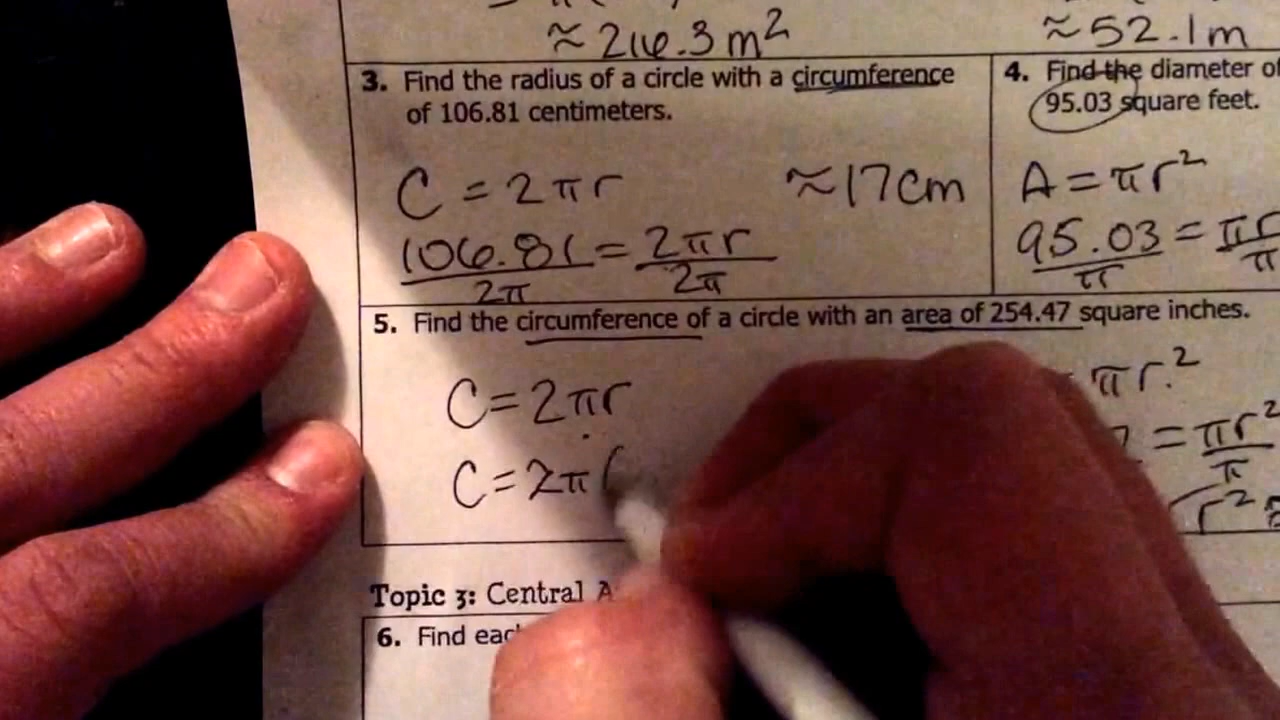 ≈ 216.3 m²
≈ 52.1 m
3. Find the radius of a circle with a circumference
of 106.81 centimeters.
C = 2πr
≈ 17cm
106.81 = 2πr
2π 2π
4. Find the diameter of
95.03 square feet.
A = πr²
95.03 = πr
π π
5. Find the circumference of a circle with an area of 254.47 square inches.
C = 2πr
C = 2π (
πr²
= πr²
π
r² ≈
Topic 3: Central
6. Find each